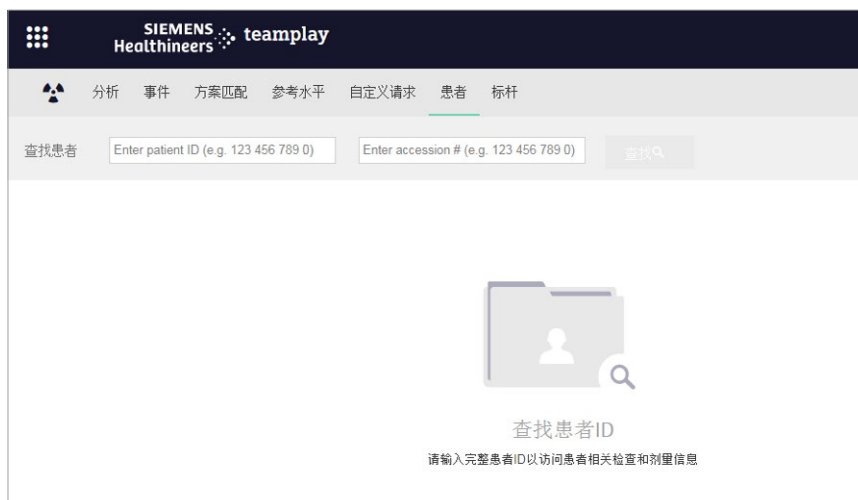 SIEMENS
Healthineers teamplay
分析 事件 方案匹配 参考水平 自定义请求 患者 标杆
查找患者 Enter patient ID (e.g. 123 456 789 0) Enter accession # (e.g. 123 456 789 0) 查找
查找患者ID
请输入完整患者ID以访问患者相关检查和剂量信息